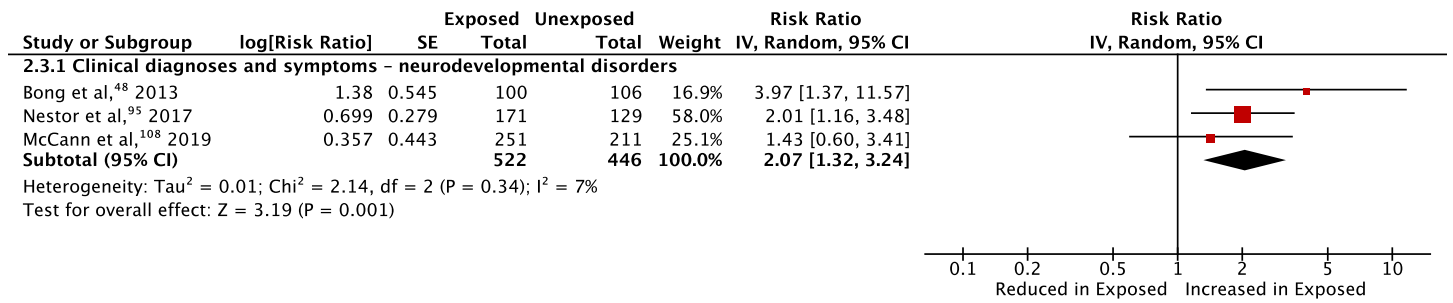 Exposed Unexposed Risk Ratio Risk Ratio
Study or Subgroup log[Risk Ratio] SE Total Total Weight IV, Random, 95% CI IV, Random, 95% CI
2.3.1 Clinical diagnoses and symptoms – neurodevelopmental disorders
Bong et al,⁴⁸ 2013 1.38 0.545 100 106 16.9% 3.97 [1.37, 11.57]
Nestor et al,⁹⁵ 2017 0.699 0.279 171 129 58.0% 2.01 [1.16, 3.48]
McCann et al,¹⁰⁸ 2019 0.357 0.443 251 211 25.1% 1.43 [0.60, 3.41]
Subtotal (95% CI) 522 446 100.0% 2.07 [1.32, 3.24]
Heterogeneity: Tau² = 0.01; Chi² = 2.14, df = 2 (P = 0.34); I² = 7%
Test for overall effect: Z = 3.19 (P = 0.001)
0.1 0.2 0.5 1 2 5 10
Reduced in Exposed Increased in Exposed